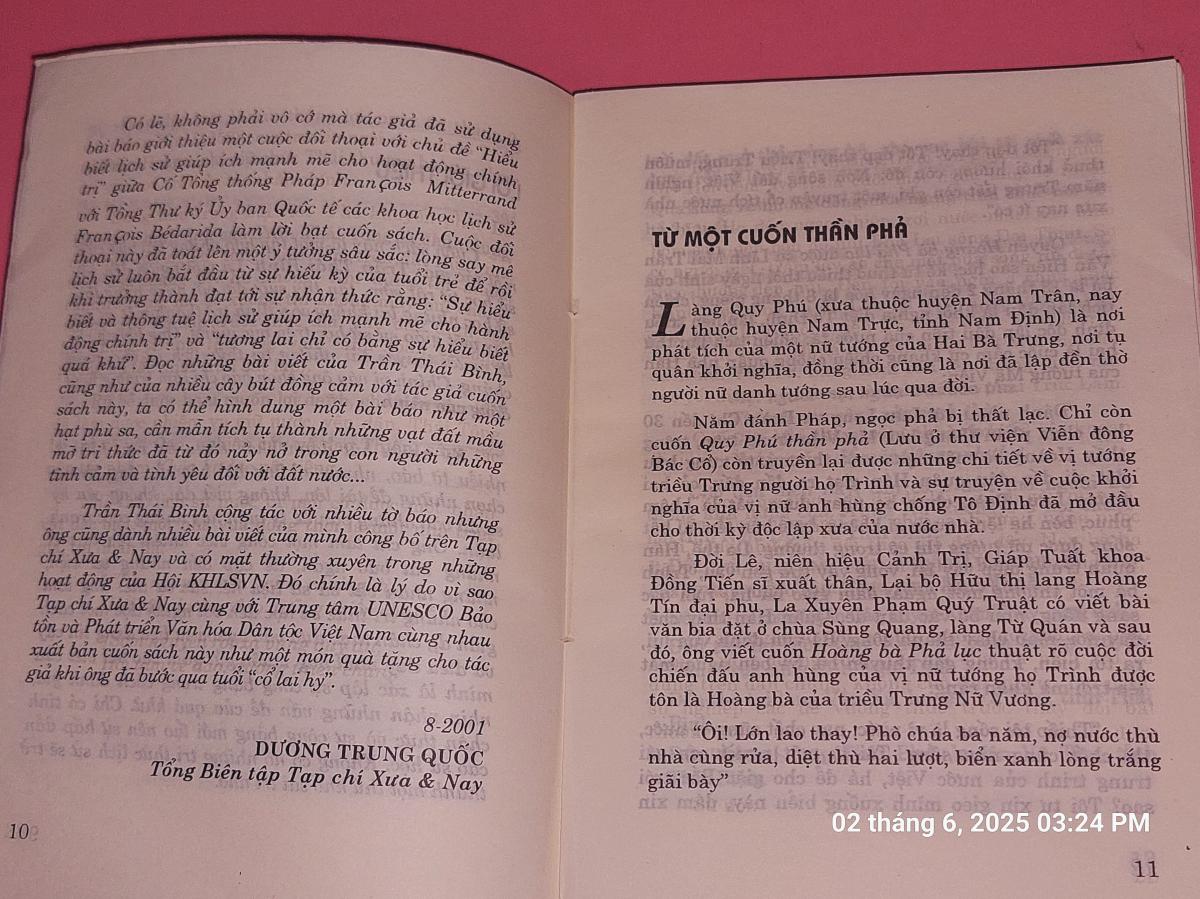 Có lẽ, không phải vô cớ mà tác giả đã sử dụng
bài báo giới thiệu một cuộc đối thoại với chủ đề “Hiểu
biết lịch sử giúp ích mạnh mẽ cho hoạt động chính
trị” giữa Cố Tổng thống Pháp François Mitterrand
với Tổng Thư ký Ủy ban Quốc tế các khoa học lịch sử
François Bédarida làm lời bạt cuốn sách. Cuộc đối
thoại này đã toát lên một ý tưởng sâu sắc: lòng say mê
lịch sử luôn bắt đầu từ sự hiếu kỳ của tuổi trẻ để rồi
khi trưởng thành đạt tới sự nhận thức rằng: “Sự hiểu
biết và thông tuệ lịch sử giúp ích mạnh mẽ cho hành
động chính trị” và “tương lai chỉ có bằng sự hiểu biết
quá khứ”. Đọc những bài viết của Trần Thái Bình,
cũng như của nhiều cây bút đồng cảm với tác giả cuốn
sách này, ta có thể hình dung một bài báo như một
hạt phù sa, cần mẫn tích tụ thành những vạt đất mầu
mỡ tri thức đã từ đó nảy nở trong con người những
tình cảm và tình yêu đối với đất nước...
Trần Thái Bình cộng tác với nhiều tờ báo nhưng
ông cũng dành nhiều bài viết của mình công bố trên Tạp
chí Xưa & Nay và có mặt thường xuyên trong những
hoạt động của Hội KHLSVN. Đó chính là lý do vì sao
Tạp chí Xưa & Nay cùng với Trung tâm UNESCO Bảo
tồn và Phát triển Văn hóa Dân tộc Việt Nam cùng nhau
xuất bản cuốn sách này như một món quà tặng cho tác
giả khi ông đã bước qua tuổi “cổ lai hy”.
8-2001
DƯƠNG TRUNG QUỐC
Tổng Biên tập Tạp chí Xưa & Nay
10
TỪ MỘT CUỐN THẦN PHẢ
Làng Quy Phú (xưa thuộc huyện Nam Trân, nay
thuộc huyện Nam Trực, tỉnh Nam Định) là nơi
phát tích của một nữ tướng của Hai Bà Trưng, nơi tụ
quân khởi nghĩa, đồng thời cũng là nơi đã lập đền thờ
người nữ danh tướng sau lúc qua đời.
Năm đánh Pháp, ngọc phả bị thất lạc. Chỉ còn
cuốn Quy Phú thần phả (Lưu ở thư viện Viễn đông
Bác Cổ) còn truyền lại được những chi tiết về vị tướng
triều Trưng người họ Trình và sự truyện về cuộc khởi
nghĩa của vị nữ anh hùng chống Tô Định đã mở đầu
cho thời kỳ độc lập xưa của nước nhà.
Đời Lê, niên hiệu Cảnh Trị, Giáp Tuất khoa
Đồng Tiến sĩ xuất thân, Lại bộ Hữu thi lang Hoàng
Tín đại phu, La Xuyên Phạm Quý Truật có viết bài
văn bia đặt ở chùa Sùng Quang, làng Từ Quán và sau
đó, ông viết cuốn Hoàng bà Phả lục thuật rõ cuộc đời
chiến đấu anh hùng của vị nữ tướng họ Trình được
tôn là Hoàng bà của triều Trưng Nữ Vương.
“Ôi! Lớn lao thay! Phò chúa ba năm, nợ nước thù
nhà cùng rửa, diệt thù hai lượt, biển xanh lòng trắng
giãi bày”
02 tháng 6, 2025 03:24 PM
11